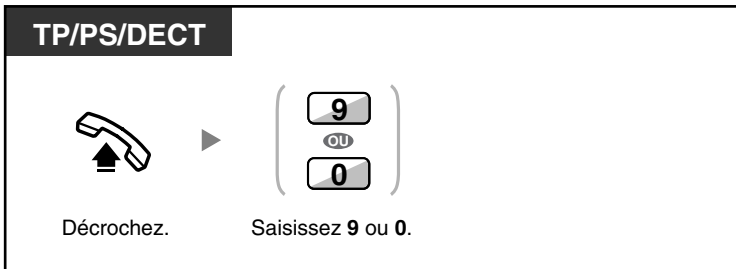 TP/PS/DECT
9
OU
0
Décrochez.
Saisissez 9 ou 0.